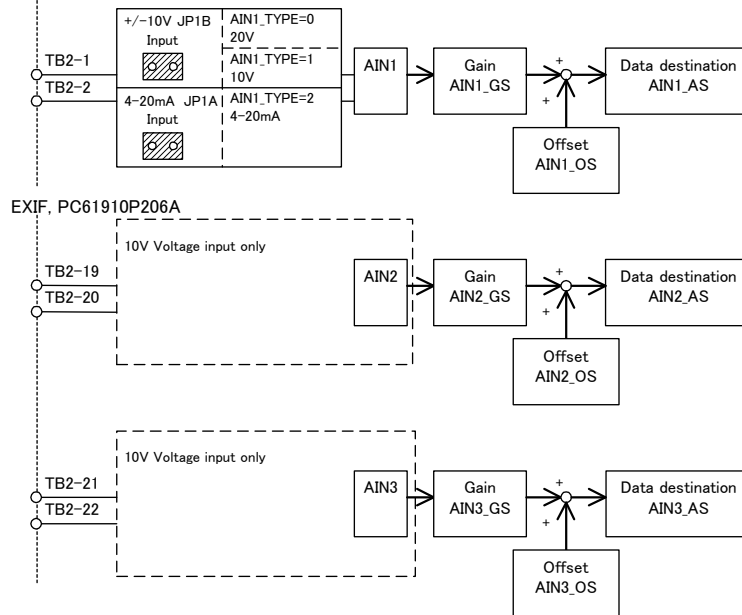 +/-10V JP1B
Input
AIN1_TYPE=0
20V
AIN1_TYPE=1
10V
4-20mA JP1A
Input
AIN1_TYPE=2
4-20mA
TB2-1
TB2-2
AIN1
Gain
AIN1_GS
+
+
Data destination
AIN1_AS
Offset
AIN1_OS
EXIF, PC61910P206A
10V Voltage input only
TB2-19
TB2-20
AIN2
Gain
AIN2_GS
+
+
Data destination
AIN2_AS
Offset
AIN2_OS
10V Voltage input only
TB2-21
TB2-22
AIN3
Gain
AIN3_GS
+
+
Data destination
AIN3_AS
Offset
AIN3_OS